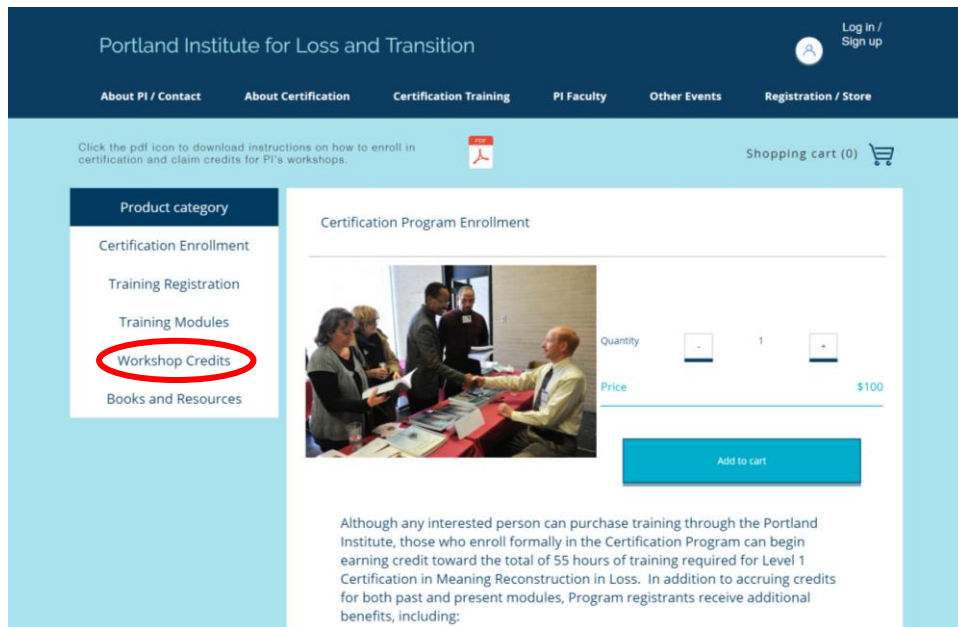 Portland Institute for Loss and Transition
Log in /
Sign up
About PI / Contact
About Certification
Certification Training
PI Faculty
Other Events
Registration / Store
Click the pdf icon to download instructions on how to enroll in
certification and claim credits for PI's workshops.
PDF
Shopping cart (0)
Product category
Certification Enrollment
Training Registration
Training Modules
Workshop Credits
Books and Resources
Certification Program Enrollment
Quantity
-
1
+
Price
$100
Add to cart
Although any interested person can purchase training through the Portland
Institute, those who enroll formally in the Certification Program can begin
earning credit toward the total of 55 hours of training required for Level 1
Certification in Meaning Reconstruction in Loss. In addition to accruing credits
for both past and present modules, Program registrants receive additional
benefits, including: